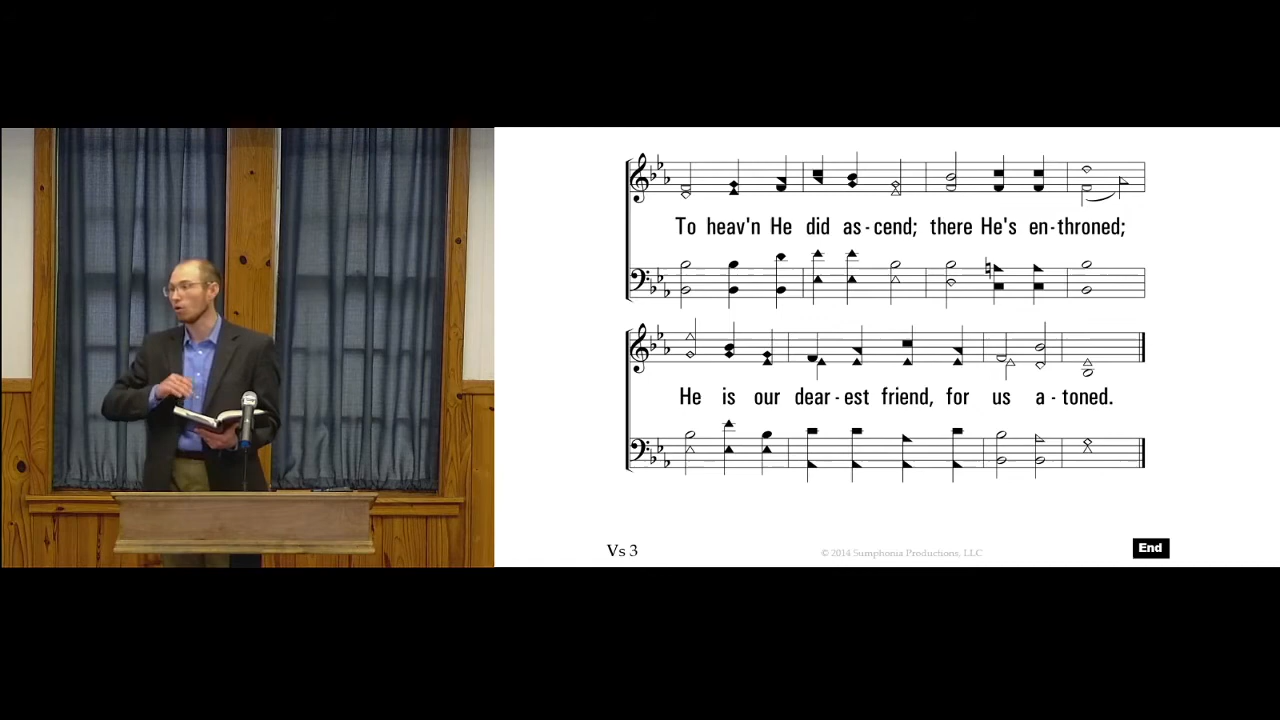 To heav'n He did as-cend; there He's en-throned;
He is our dear-est friend, for us a-toned.
Vs 3
© 2014 Sumphonia Productions, LLC
End